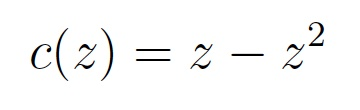 c(z) = z − z²